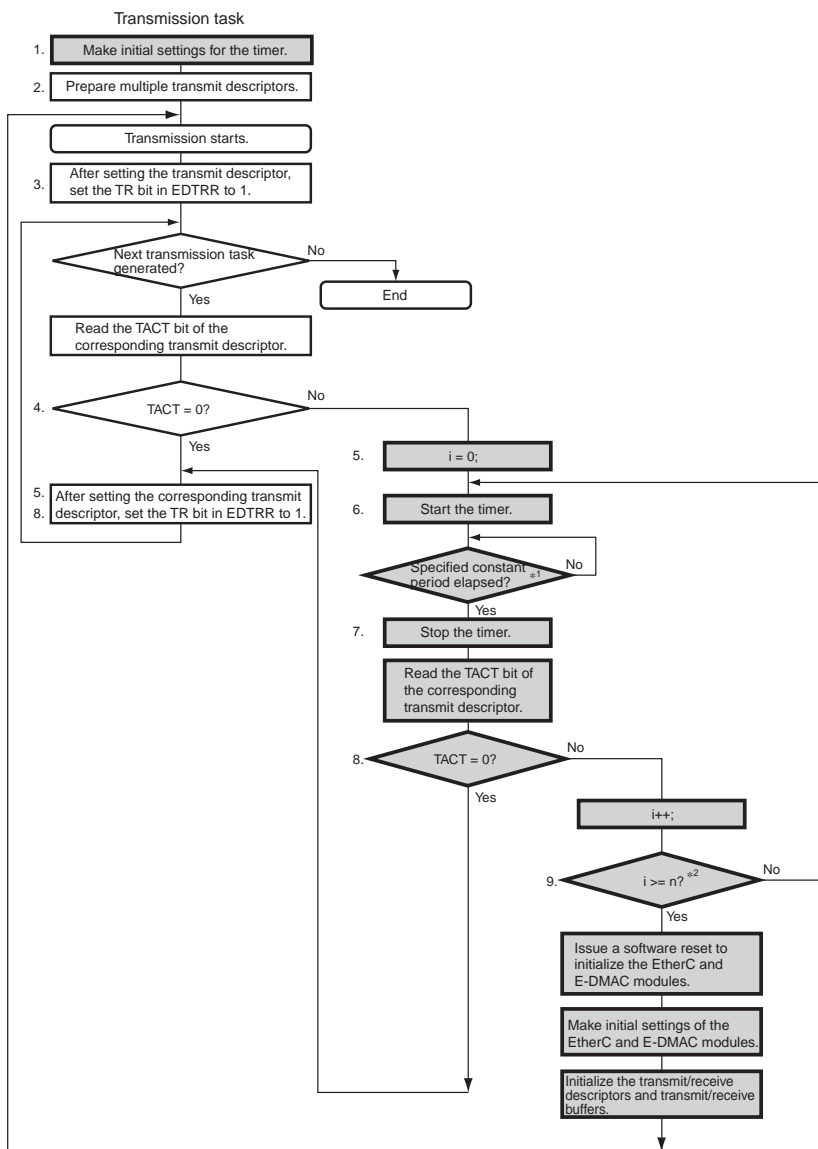 Transmission task
1. Make initial settings for the timer.
2. Prepare multiple transmit descriptors.
Transmission starts.
3. After setting the transmit descriptor,
set the TR bit in EDTRR to 1.
Next transmission task
generated?
No
End
Yes
Read the TACT bit of the
corresponding transmit descriptor.
4. TACT = 0?
No
Yes
5. After setting the corresponding transmit
8. descriptor, set the TR bit in EDTRR to 1.
5. i = 0;
6. Start the timer.
Specified constant
period elapsed? *1
No
Yes
7. Stop the timer.
Read the TACT bit of
the corresponding
transmit descriptor.
8. TACT = 0?
No
Yes
i++;
9. i >= n? *2
No
Yes
Issue a software reset to
initialize the EtherC and
E-DMAC modules.
Make initial settings of the
EtherC and E-DMAC modules.
Initialize the transmit/receive
descriptors and transmit/receive
buffers.